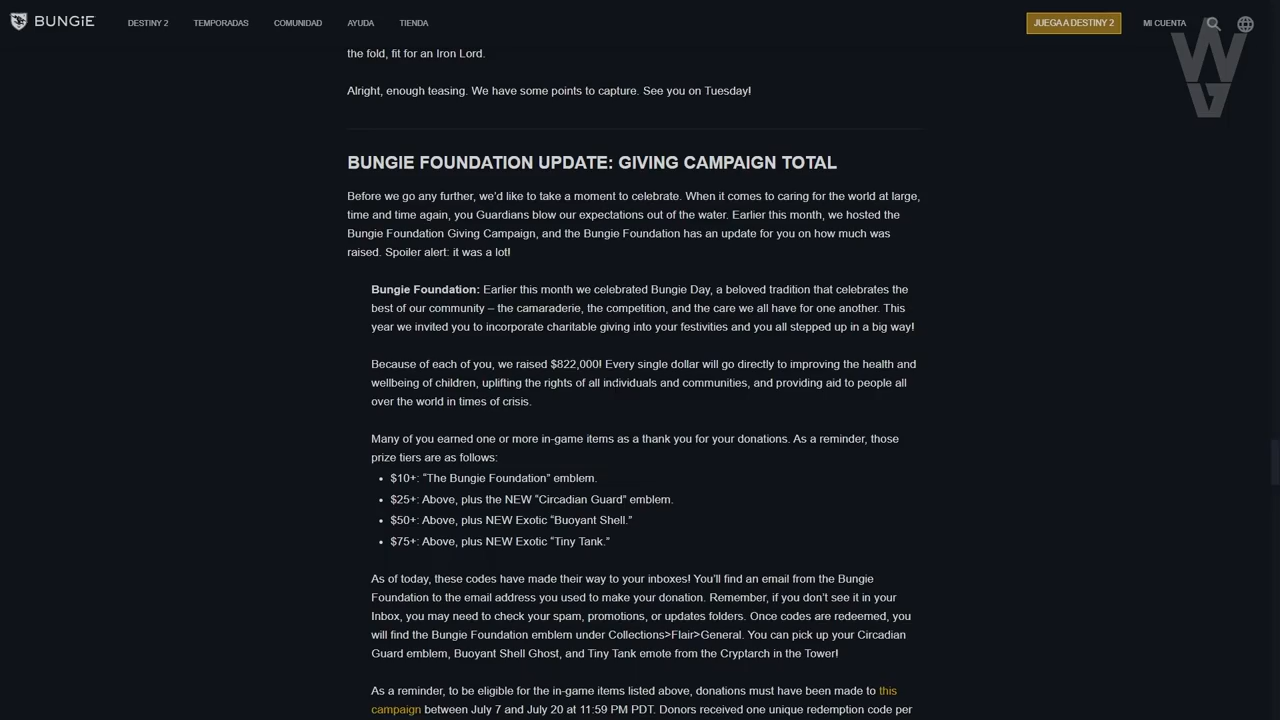 BUNGiE
DESTINY 2
TEMPORADAS
COMUNIDAD
AYUDA
TIENDA
JUEGA A DESTINY 2
MI CUENTA
the fold, fit for an Iron Lord.
Alright, enough teasing. We have some points to capture. See you on Tuesday!
BUNGIE FOUNDATION UPDATE: GIVING CAMPAIGN TOTAL
Before we go any further, we'd like to take a moment to celebrate. When it comes to caring for the world at large,
time and time again, you Guardians blow our expectations out of the water. Earlier this month, we hosted the
Bungie Foundation Giving Campaign, and the Bungie Foundation has an update for you on how much was
raised. Spoiler alert: it was a lot!
Bungie Foundation: Earlier this month we celebrated Bungie Day, a beloved tradition that celebrates the
best of our community – the camaraderie, the competition, and the care we all have for one another. This
year we invited you to incorporate charitable giving into your festivities and you all stepped up in a big way!
Because of each of you, we raised $822,000! Every single dollar will go directly to improving the health and
wellbeing of children, uplifting the rights of all individuals and communities, and providing aid to people all
over the world in times of crisis.
Many of you earned one or more in-game items as a thank you for your donations. As a reminder, those
prize tiers are as follows:
• $10+: “The Bungie Foundation” emblem.
• $25+: Above, plus the NEW “Circadian Guard” emblem.
• $50+: Above, plus NEW Exotic “Buoyant Shell.”
• $75+: Above, plus NEW Exotic “Tiny Tank.”
As of today, these codes have made their way to your inboxes! You’ll find an email from the Bungie
Foundation to the email address you used to make your donation. Remember, if you don’t see it in your
Inbox, you may need to check your spam, promotions, or updates folders. Once codes are redeemed, you
will find the Bungie Foundation emblem under Collections>Flair>General. You can pick up your Circadian
Guard emblem, Buoyant Shell Ghost, and Tiny Tank emote from the Cryptarch in the Tower!
As a reminder, to be eligible for the in-game items listed above, donations must have been made to this
campaign between July 7 and July 20 at 11:59 PM PDT. Donors received one unique redemption code per